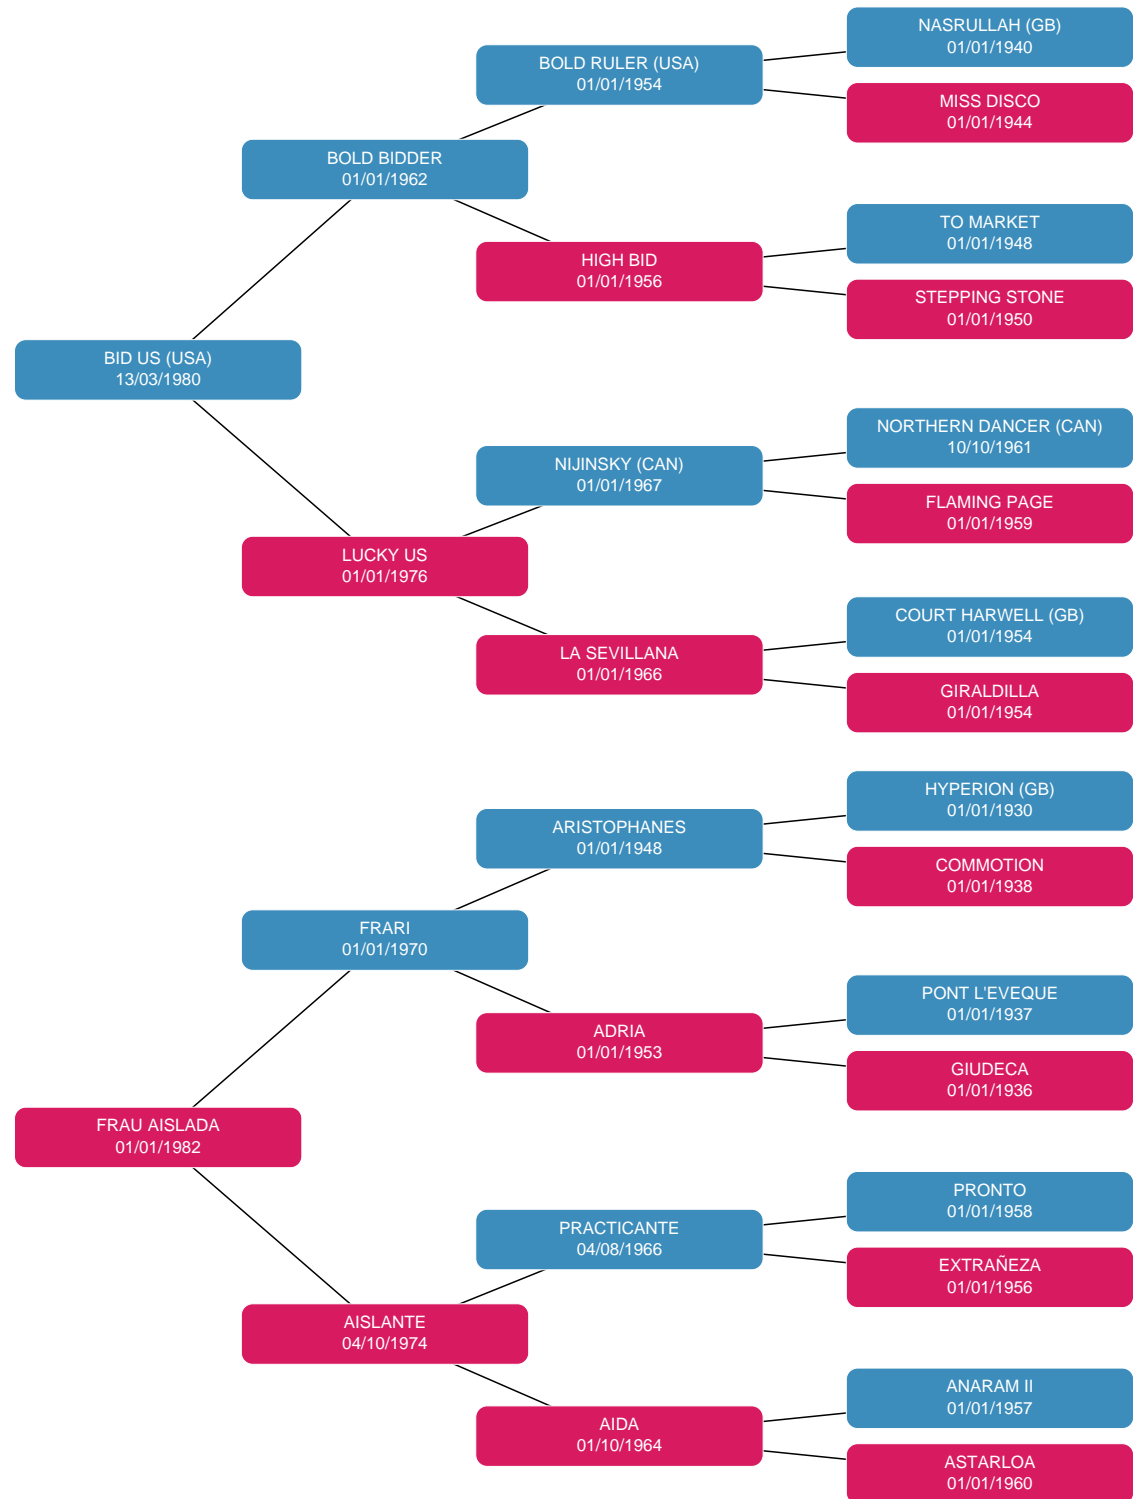 NASRULLAH (GB)
01/01/1940
BOLD RULER (USA)
01/01/1954
MISS DISCO
01/01/1944
BOLD BIDDER
01/01/1962
TO MARKET
01/01/1948
HIGH BID
01/01/1956
STEPPING STONE
01/01/1950
BID US (USA)
13/03/1980
NORTHERN DANCER (CAN)
10/10/1961
NIJINSKY (CAN)
01/01/1967
FLAMING PAGE
01/01/1959
LUCKY US
01/01/1976
COURT HARWELL (GB)
01/01/1954
LA SEVILLANA
01/01/1966
GIRALDILLA
01/01/1954
HYPERION (GB)
01/01/1930
ARISTOPHANES
01/01/1948
COMMOTION
01/01/1938
FRARI
01/01/1970
PONT L'EVEQUE
01/01/1937
ADRIA
01/01/1953
GIUDECA
01/01/1936
FRAU AISLADA
01/01/1982
PRONTO
01/01/1958
PRACTICANTE
04/08/1966
EXTRAÑEZA
01/01/1956
AISLANTE
04/10/1974
ANARAM II
01/01/1957
AIDA
01/10/1964
ASTARLOA
01/01/1960